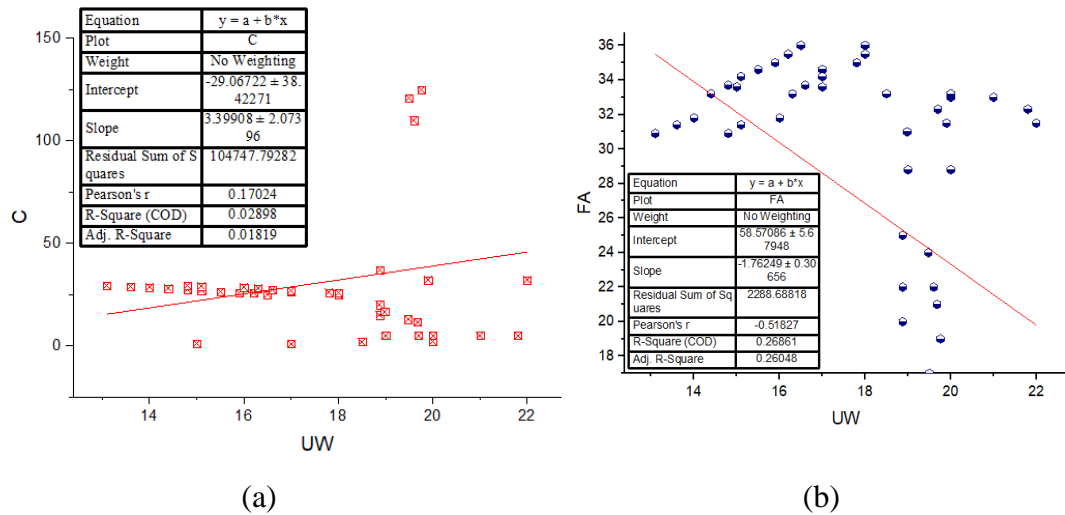 Equation y = a + b*x
Plot C
Weight No Weighting
Intercept -29.06722 ± 38.
42271
Slope 3.39908 ± 2.073
96
Residual Sum of S
quares 104747.79282
Pearson's r 0.17024
R-Square (COD) 0.02898
Adj. R-Square 0.01819
150
100
50
0
C
14 16 18 20 22
UW
(a)
36
34
32
30
28
26
24
22
20
18
FA
Equation y = a + b*x
Plot FA
Weight No Weighting
Intercept 58.57086 ± 5.6
7948
Slope -1.76249 ± 0.30
656
Residual Sum of Sq
uares 2288.68818
Pearson's r -0.51827
R-Square (COD) 0.26861
Adj. R-Square 0.26048
14 16 18 20 22
UW
(b)